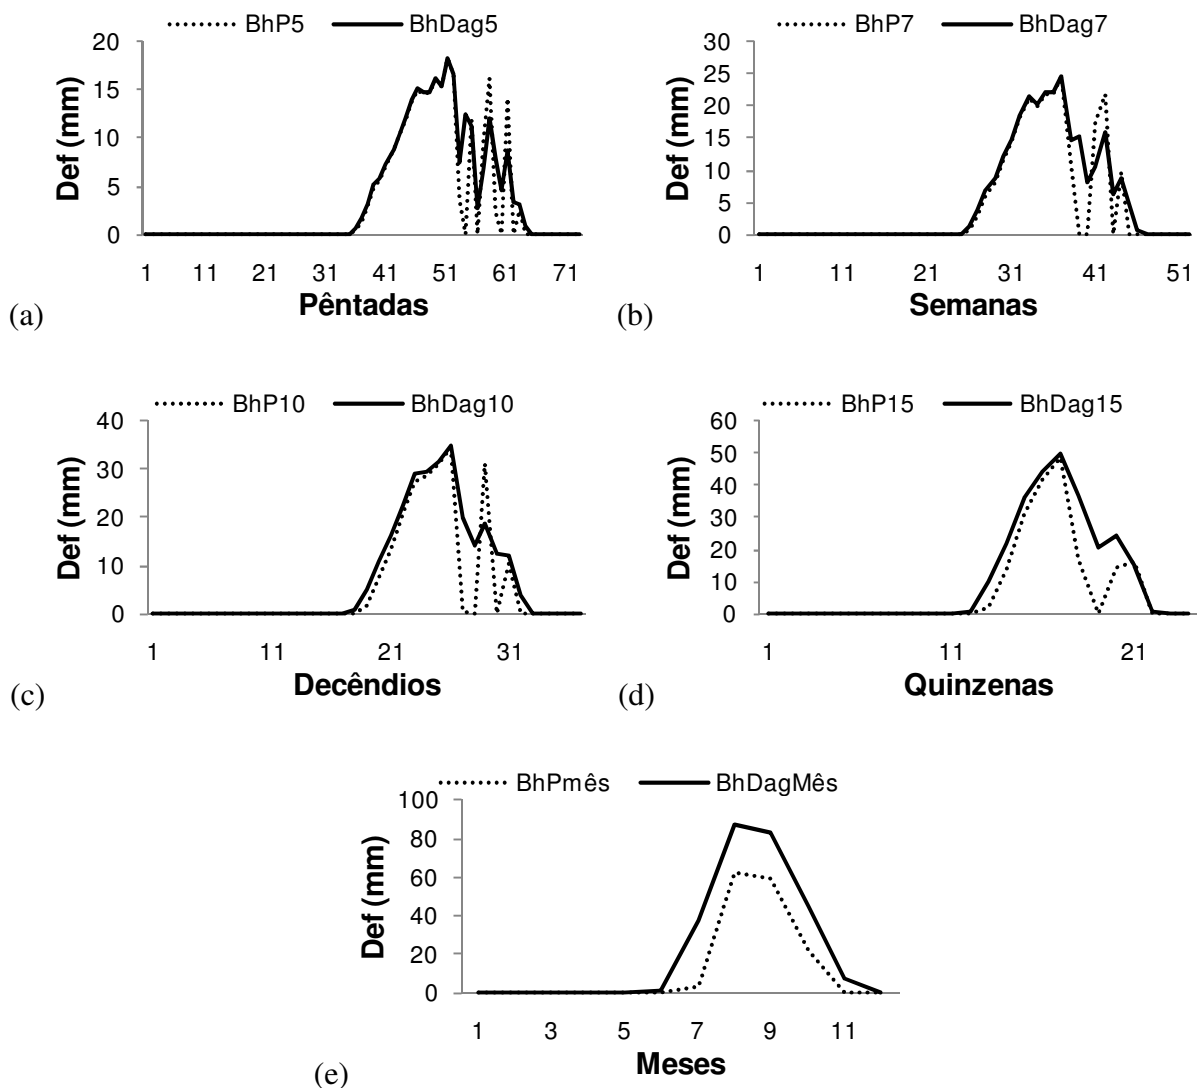 BhP5 BhDag5
20
15
10
5
0
Def (mm)
1 11 21 31 41 51 61 71
Pêntadas
(a)
BhP7 BhDag7
30
25
20
15
10
5
0
Def (mm)
1 11 21 31 41 51
Semanas
(b)
BhP10 BhDag10
40
30
20
10
0
Def (mm)
1 11 21 31
Decêndios
(c)
BhP15 BhDag15
60
50
40
30
20
10
0
Def (mm)
1 11 21
Quinzenas
(d)
BhPmês BhDagMês
100
80
60
40
20
0
Def (mm)
1 3 5 7 9 11
Meses
(e)